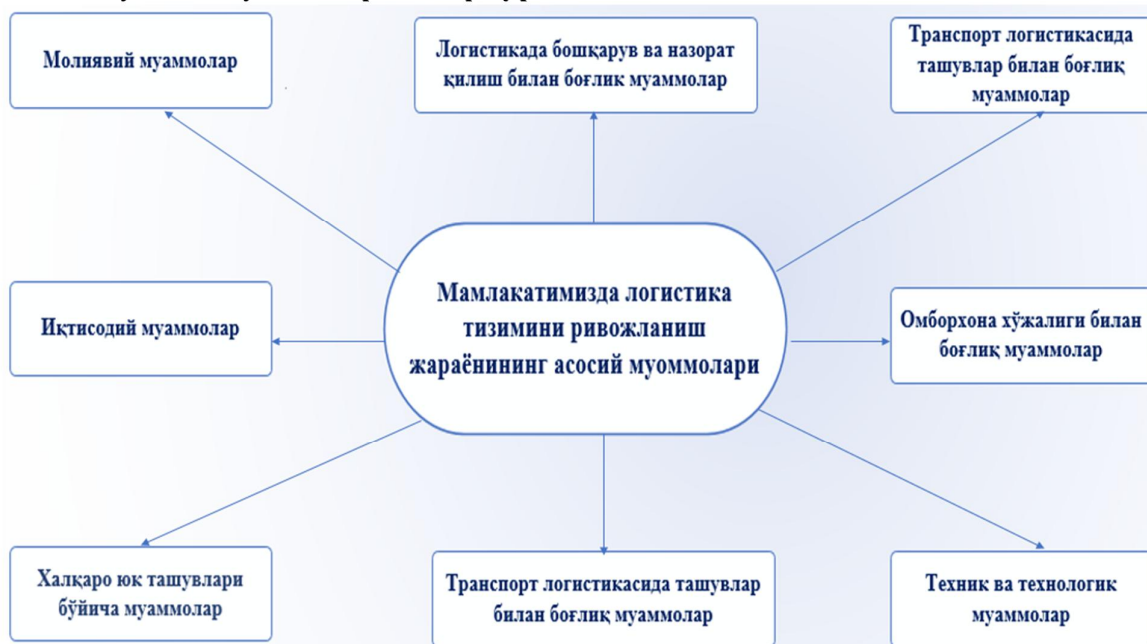 Молиявий муаммолар
Логистикада бошқарув ва назорат
қилиш билан боғлик муаммолар
Транспорт логистикасида
ташувлар билан боғлиқ
муаммолар
Иқтисодий муаммолар
Мамлакатимизда логистика
тизимини ривожланиш
жараёнининг асосий муоммолари
Омборхона хўжалиги билан
боғлиқ муаммолар
Халқаро юк ташувлари
бўйича муаммолар
Транспорт логистикасида ташувлар
билан боғлиқ муаммолар
Техник ва технологик
муаммолар